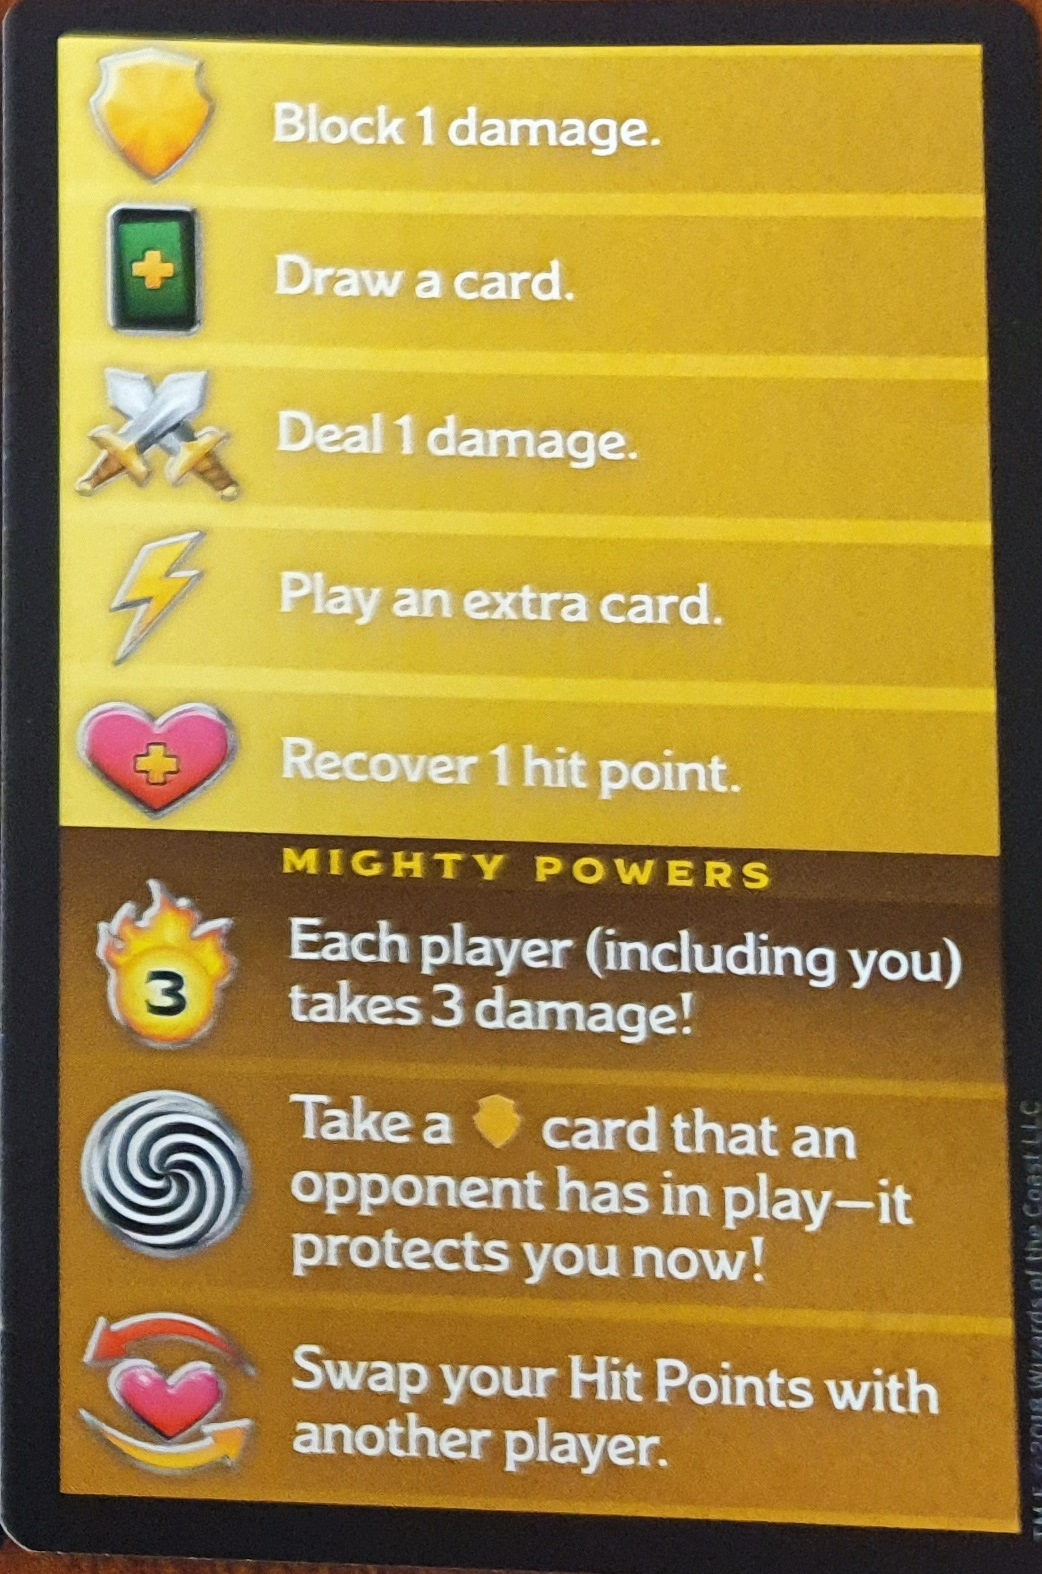 Block 1 damage.
Draw a card.
Deal 1 damage.
Play an extra card.
Recover 1 hit point.
MIGHTY POWERS
3
Each player (including you)
takes 3 damage!
Take a card that an
opponent has in play—it
protects you now!
Swap your Hit Points with
another player.
TM & ©2018 Wizards of the Coast LLC.